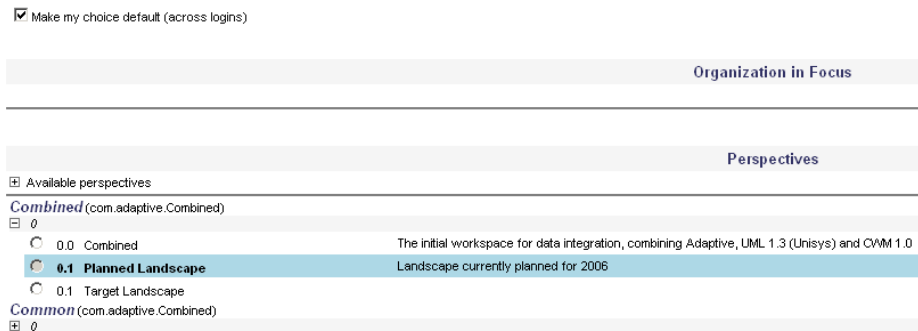 Make my choice default (across logins)
Organization in Focus
Perspectives
Available perspectives
Combined (com.adaptive.Combined)
0
0.0 Combined The initial workspace for data integration, combining Adaptive, UML 1.3 (Unisys) and CWM 1.0
0.1 Planned Landscape Landscape currently planned for 2006
0.1 Target Landscape
Common (com.adaptive.Combined)
0